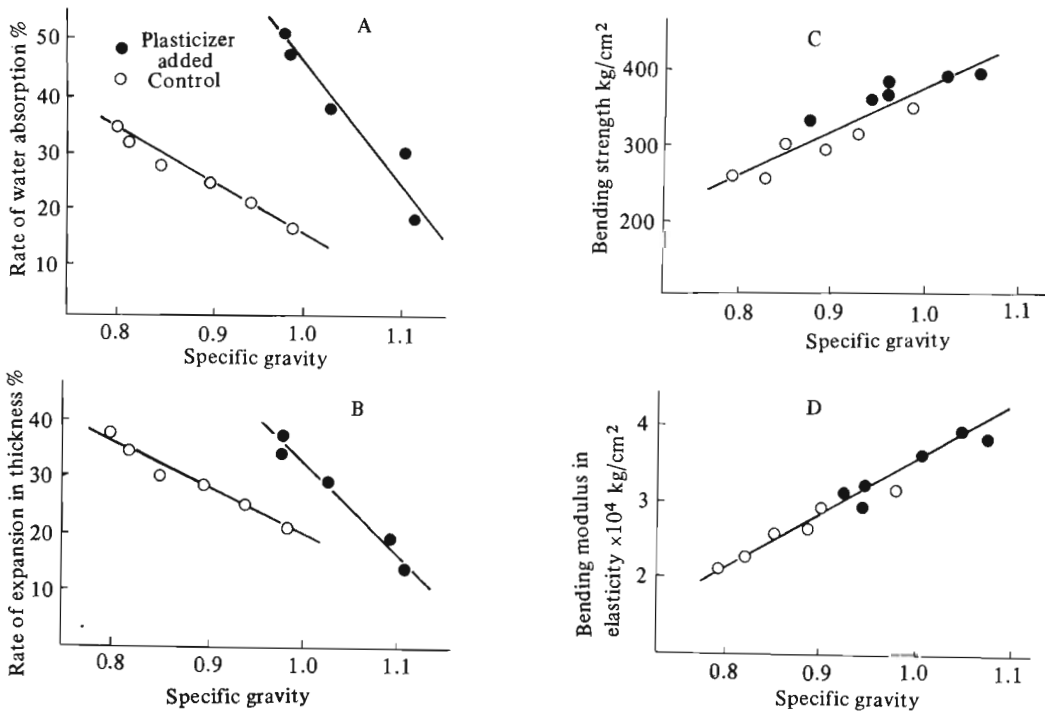 A
Rate of water absorption %
50
40
30
20
10
Plasticizer
added
Control
0.8
0.9
1.0
1.1
Specific gravity
C
Bending strength kg/cm²
400
300
200
0.8
0.9
1.0
1.1
Specific gravity
B
Rate of expansion in thickness %
40
30
20
10
0.8
0.9
1.0
1.1
Specific gravity
D
Bending modulus in
elasticity ×10⁴ kg/cm²
4
3
2
0.8
0.9
1.0
1.1
Specific gravity